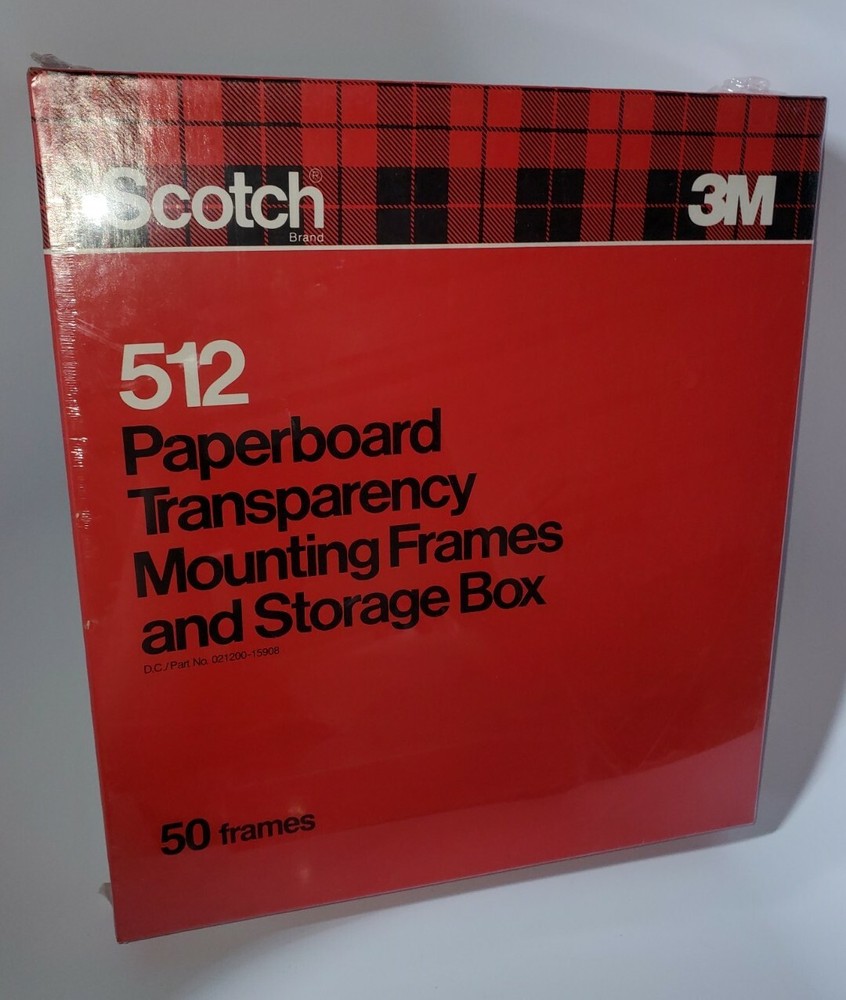 Scotch®
Brand
3M
512
Paperboard
Transparency
Mounting Frames
and Storage Box
D.C./Part No. 021200-15908
50 frames